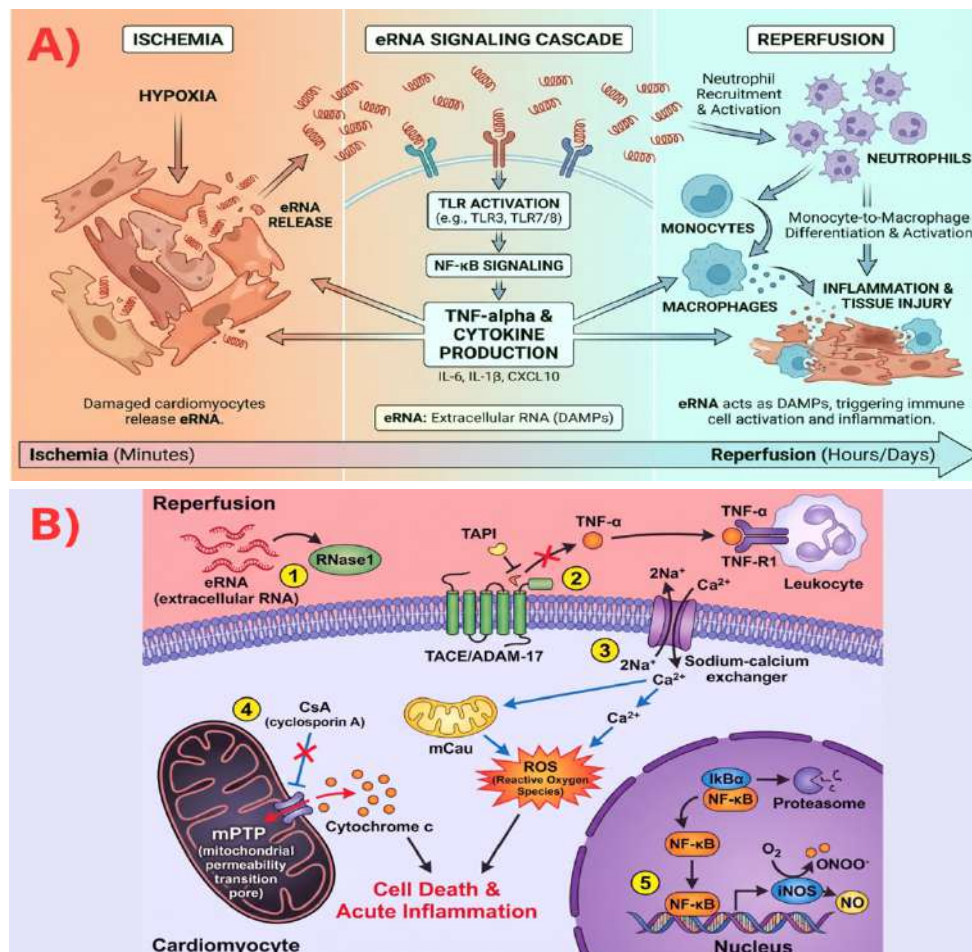 A)
ISCHEMIA
HYPOXIA
eRNA
RELEASE
Damaged cardiomyocytes
release eRNA.
eRNA SIGNALING CASCADE
TLR ACTIVATION
(e.g., TLR3, TLR7/8)
NF-κB SIGNALING
TNF-alpha &
CYTOKINE
PRODUCTION
IL-6, IL-1β, CXCL10
eRNA: Extracellular RNA (DAMPs)
REPERFUSION
Neutrophil
Recruitment
& Activation
NEUTROPHILS
MONOCYTES
Monocyte-to-Macrophage
Differentiation & Activation
MACROPHAGES
INFLAMMATION &
TISSUE INJURY
eRNA acts as DAMPs, triggering immune
cell activation and inflammation.
Ischemia (Minutes)
Reperfusion (Hours/Days)
B)
Reperfusion
eRNA
(extracellular RNA)
1
RNase1
TAPI
2
TNF-α
TNF-α
TNF-R1
Leukocyte
TACE/ADAM-17
2Na⁺
Ca²⁺
3
2Na⁺
Ca²⁺
Sodium-calcium
exchanger
4
CsA
(cyclosporin A)
mCau
Ca²⁺
ROS
(Reactive Oxygen
Species)
mPTP
(mitochondrial
permeability
transition
pore)
Cytochrome c
Cell Death &
Acute Inflammation
Cardiomyocyte
IkBα
NF-κB
Proteasome
NF-κB
5
NF-κB
O₂
ONOO⁻
iNOS
NO
Nucleus